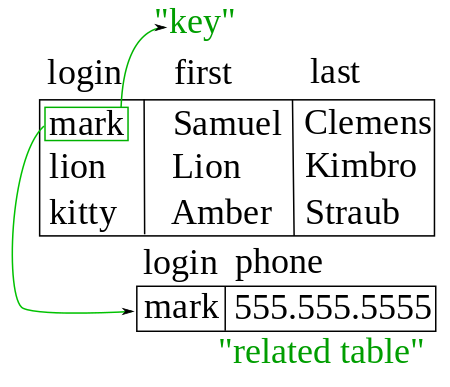 "key"
login first last
mark Samuel Clemens
lion Lion Kimbro
kitty Amber Straub
login phone
mark 555.555.5555
"related table"